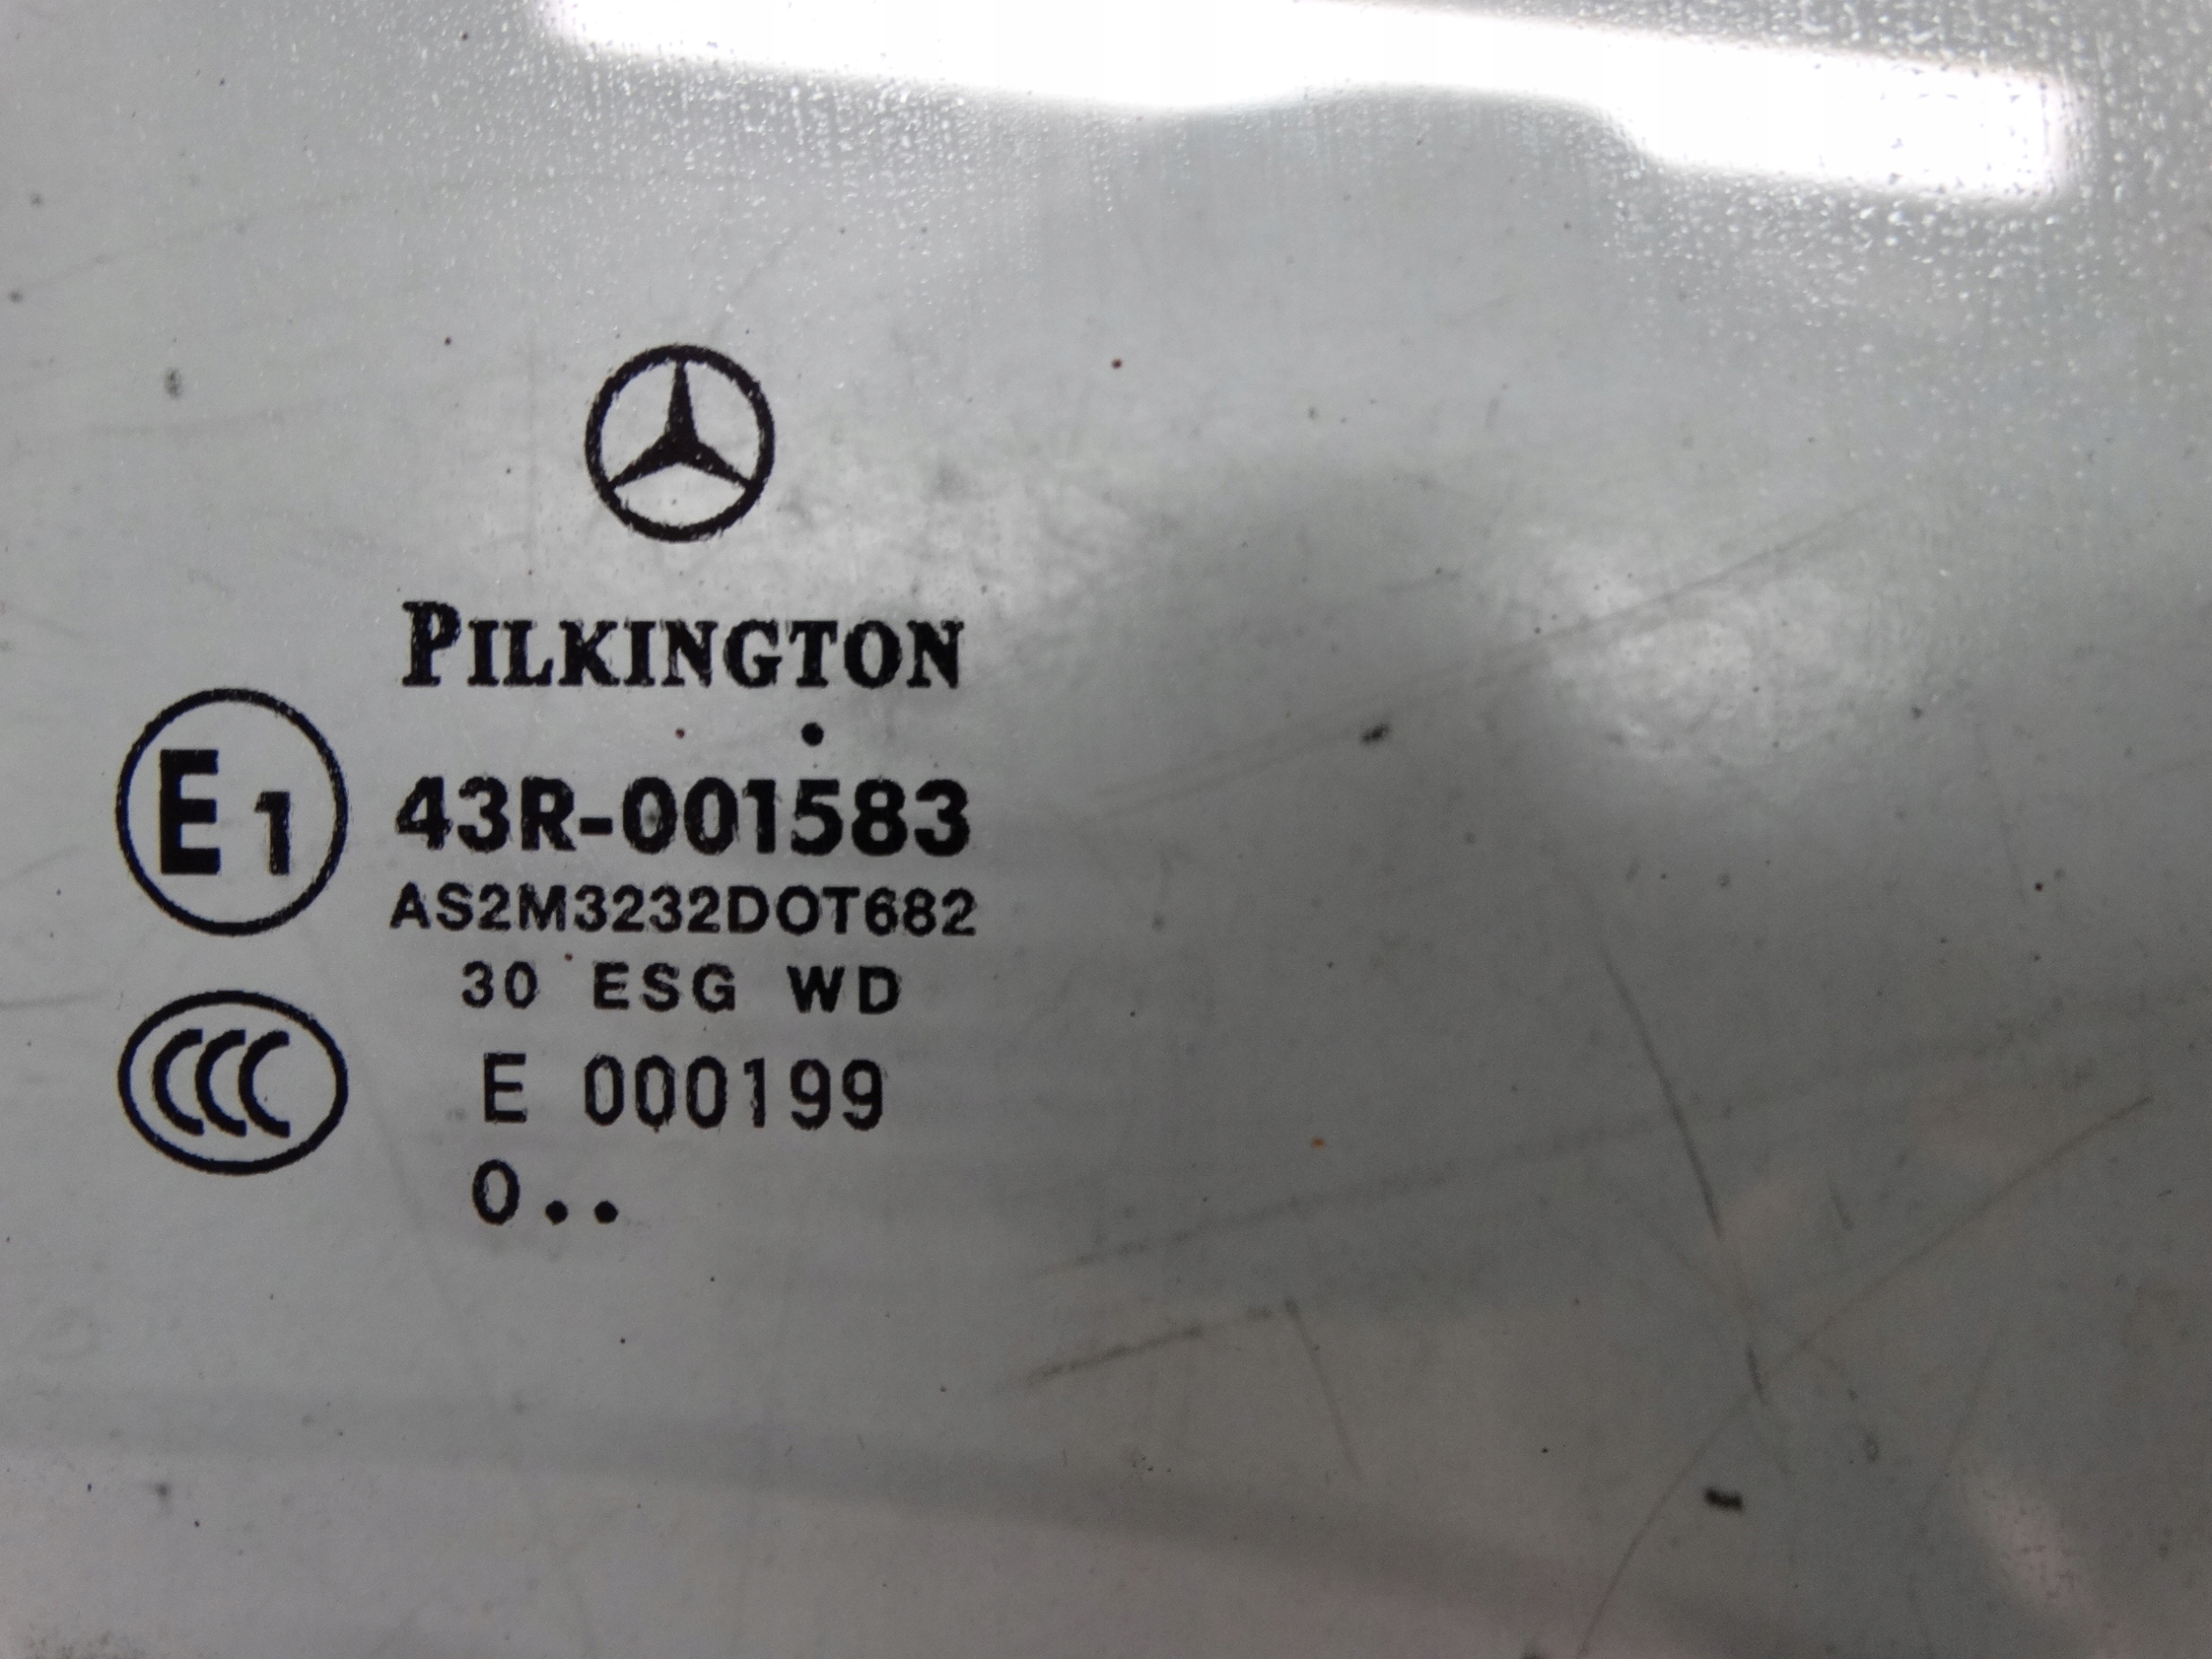 PILKINGTON
E1 43R-001583
AS2M3232DOT682
30 ESG WD
CCC E 000199
0..